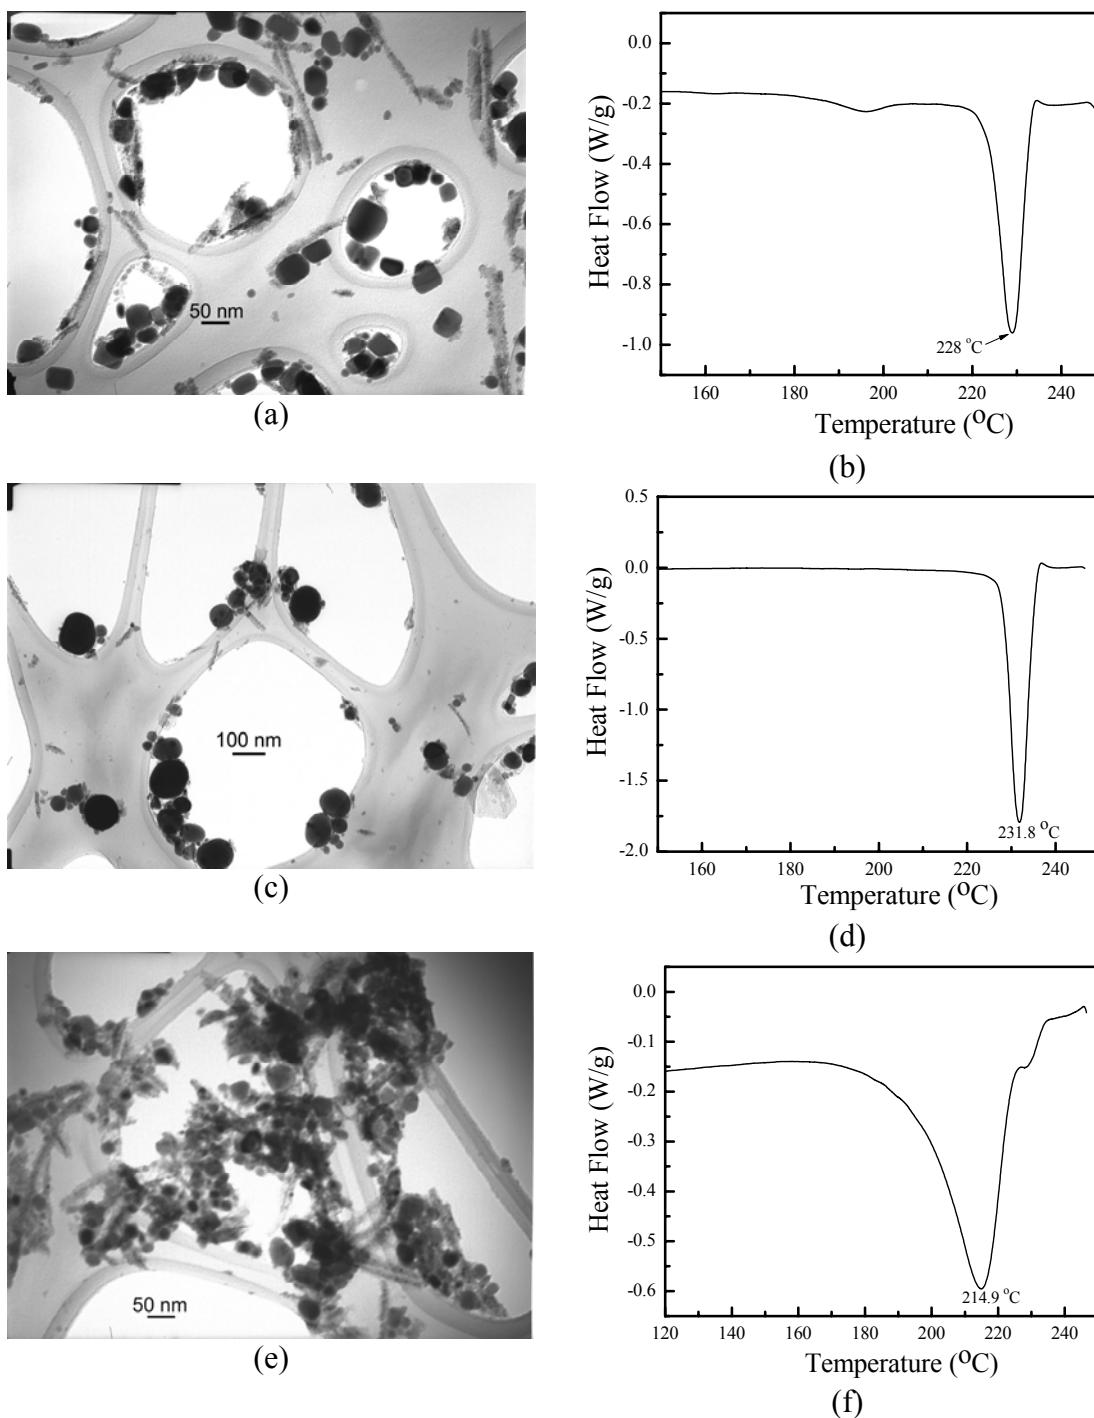 50 nm
(a)
0.0
-0.2
-0.4
-0.6
-0.8
-1.0
Heat Flow (W/g)
228 °C
160 180 200 220 240
Temperature (°C)
(b)
100 nm
(c)
0.5
0.0
-0.5
-1.0
-1.5
-2.0
Heat Flow (W/g)
231.8 °C
160 180 200 220 240
Temperature (°C)
(d)
50 nm
(e)
0.0
-0.1
-0.2
-0.3
-0.4
-0.5
-0.6
Heat Flow (W/g)
214.9 °C
120 140 160 180 200 220 240
Temperature (°C)
(f)